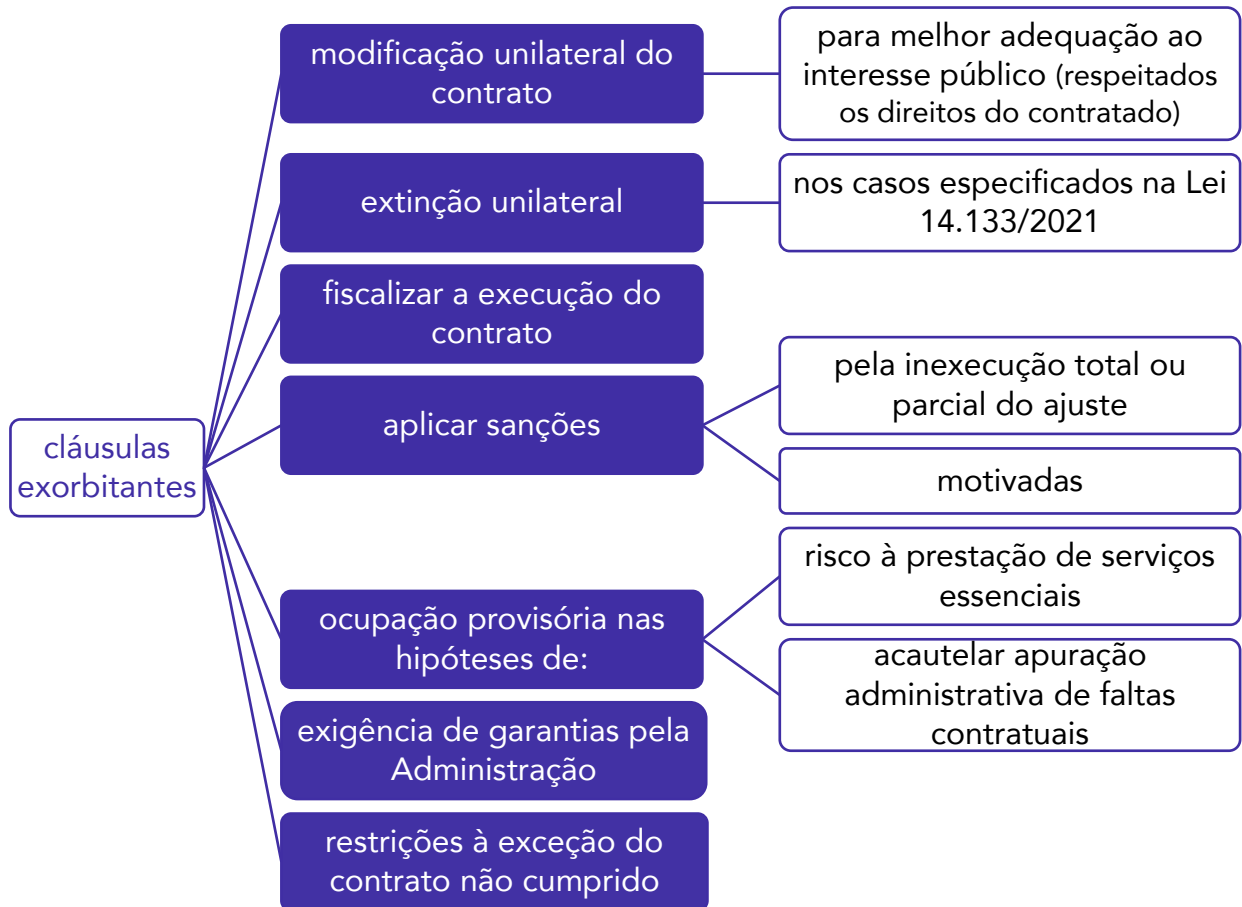 cláusulas
exorbitantes
modificação unilateral do
contrato
para melhor adequação ao
interesse público (respeitados
os direitos do contratado)
extinção unilateral
nos casos especificados na Lei
14.133/2021
fiscalizar a execução do
contrato
aplicar sanções
pela inexecução total ou
parcial do ajuste
motivadas
ocupação provisória nas
hipóteses de:
risco à prestação de serviços
essenciais
acautelar apuração
administrativa de faltas
contratuais
exigência de garantias pela
Administração
restrições à exceção do
contrato não cumprido